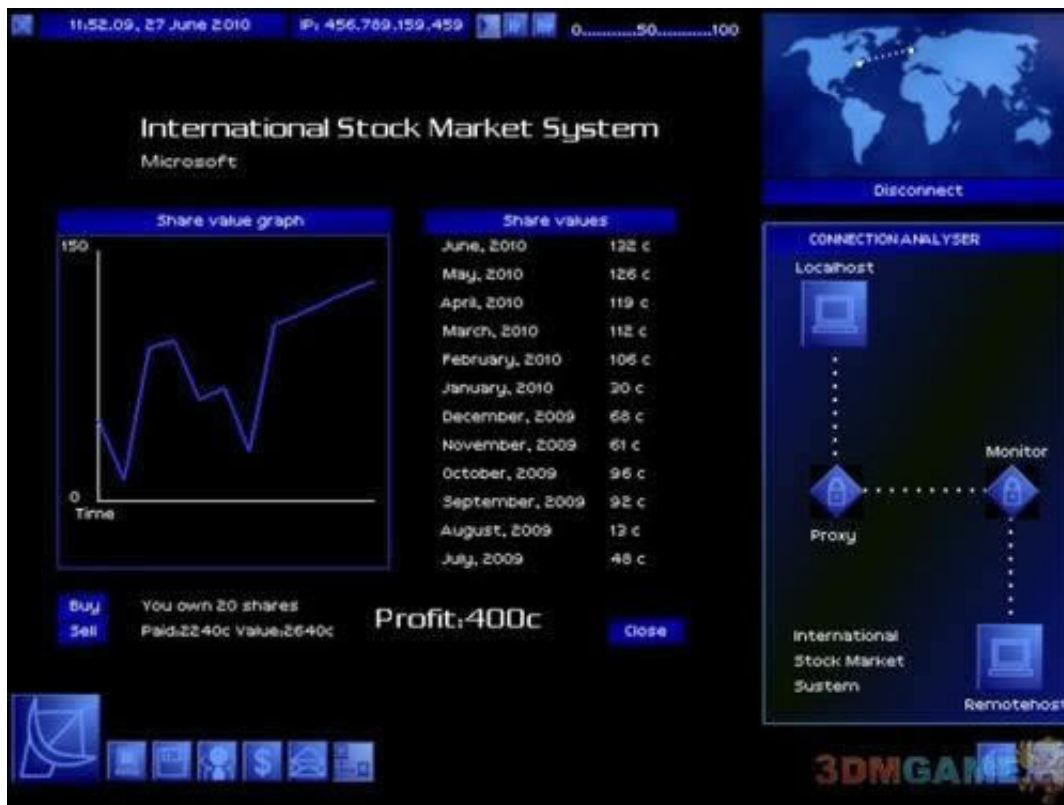 11:52.09, 27 June 2010
IP: 456.789.159.459
0...........50...........100
International Stock Market System
Microsoft
Disconnect
Share value graph
150
0
Time
Share values
June, 2010 132 c
May, 2010 126 c
April, 2010 119 c
March, 2010 112 c
February, 2010 106 c
January, 2010 30 c
December, 2009 68 c
November, 2009 61 c
October, 2009 96 c
September, 2009 92 c
August, 2009 13 c
July, 2009 48 c
Buy
You own 20 shares
Sell
Paid:2240c Value:2640c
Profit:400c
Close
CONNECTION ANALYSER
Localhost
Monitor
Proxy
International
Stock Market
System
Remotehost
3DMGAME